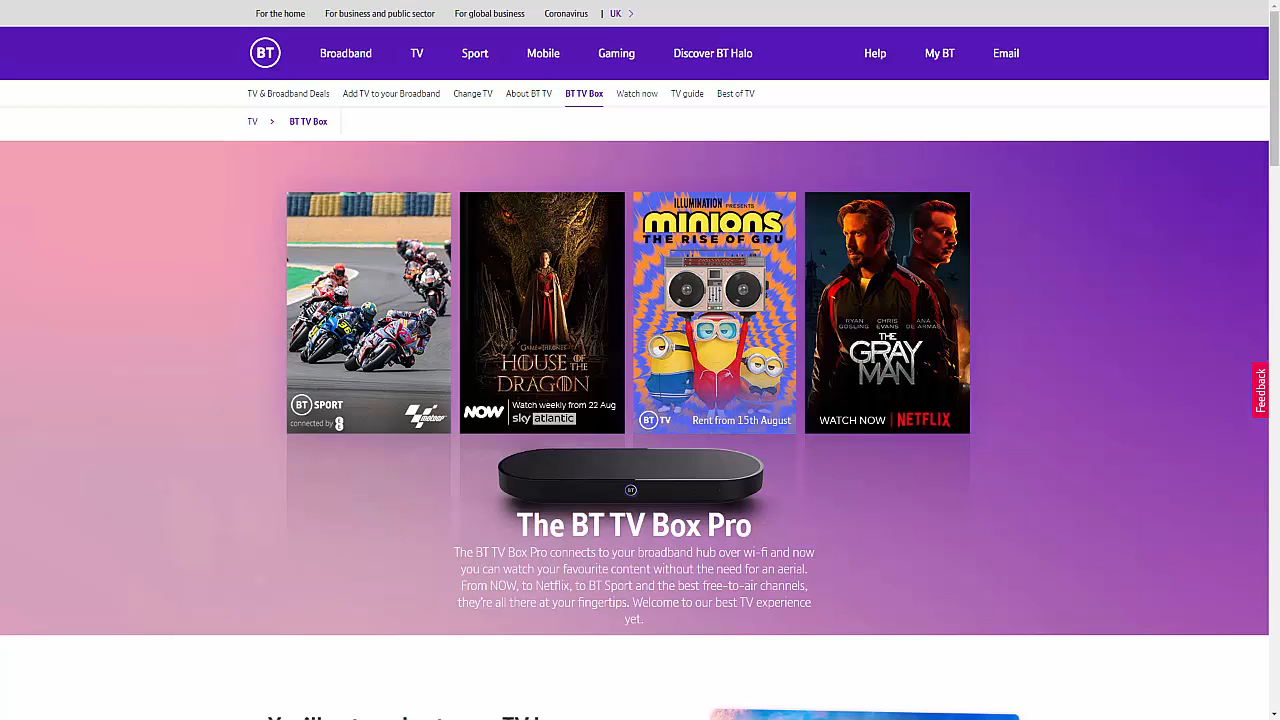 For the home For business and public sector For global business Coronavirus | UK >
BT Broadband TV Sport Mobile Gaming Discover BT Halo Help My BT Email
TV & Broadband Deals Add TV to your Broadband Change TV About BT TV BT TV Box Watch now TV guide Best of TV
TV > BT TV Box
BT SPORT
connected by EE
MotoGP
GAME OF THRONES
HOUSE OF THE
DRAGON
NOW Watch weekly from 22 Aug
sky atlantic
ILLUMINATION PRESENTS
minions
THE RISE OF GRU
BT TV Rent from 15th August
RYAN GOSLING CHRIS EVANS ANA DE ARMAS
THE
GRAY
MAN
WATCH NOW | NETFLIX
Feedback
BT
The BT TV Box Pro
The BT TV Box Pro connects to your broadband hub over wi-fi and now
you can watch your favourite content without the need for an aerial.
From NOW, to Netflix, to BT Sport and the best free-to-air channels,
they're all there at your fingertips. Welcome to our best TV experience
yet.